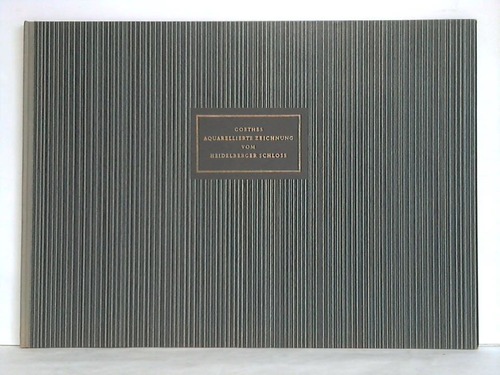 GOETHES
AQUARELLIERTE ZEICHNUNG
VOM
HEIDELBERGER SCHLOSS